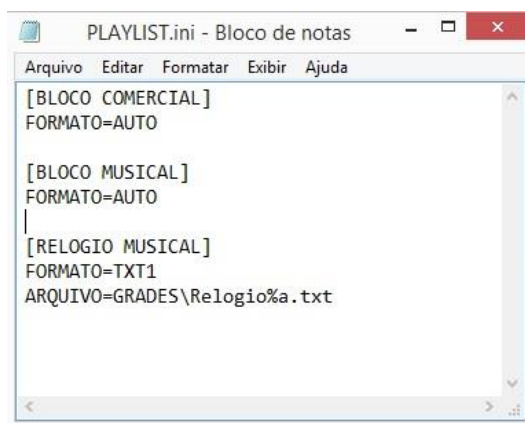 PLAYLIST.ini - Bloco de notas
Arquivo Editar Formatar Exibir Ajuda
[BLOCO COMERCIAL]
FORMATO=AUTO
[BLOCO MUSICAL]
FORMATO=AUTO
[RELOGIO MUSICAL]
FORMATO=TXT1
ARQUIVO=GRADES\Relogio%a.txt